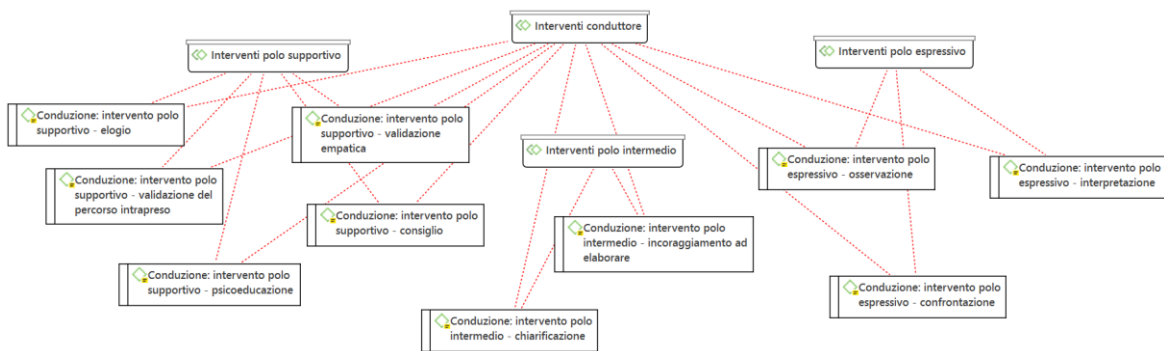 Interventi conduttore
Interventi polo supportivo
Interventi polo espressivo
Conduzione: intervento polo
supportivo - elogio
Conduzione: intervento polo
supportivo - validazione
empatica
Interventi polo intermedio
Conduzione: intervento polo
espressivo - osservazione
Conduzione: intervento polo
espressivo - interpretazione
Conduzione: intervento polo
supportivo - validazione del
percorso intrapreso
Conduzione: intervento polo
supportivo - consiglio
Conduzione: intervento polo
intermedio - incoraggiamento ad
elaborare
Conduzione: intervento polo
supportivo - psicoeducazione
Conduzione: intervento polo
espressivo - confrontazione
Conduzione: intervento polo
intermedio - chiarificazione